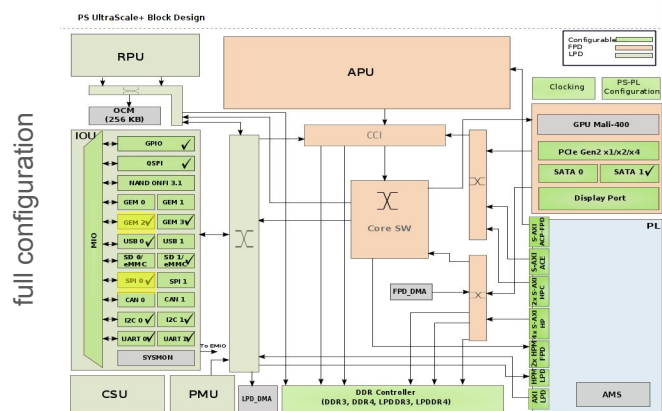 PS UltraScale+ Block Design
full configuration
RPU
OCM
(256 KB)
APU
Configurable
FPD
LPD
Clocking
PS-PL
Configuration
IOU
MIO
GPIO
QSPI
NAND ONFI 3.1
GEM 0
GEM 1
GEM 2
GEM 3
USB 0
USB 1
SD 0/
eMMC
SD 1/
eMMC
SPI 0
SPI 1
CAN 0
CAN 1
I2C 0
I2C 1
UART 0
UART 1
SYSMON
To EMIO
CCI
Core SW
FPD_DMA
GPU Mali-400
PCIe Gen2 x1/x2/x4
SATA 0
SATA 1
Display Port
PL
S-AXI
ACP-FPD
S-AXI
ACE
2x S-AXI
HPC
4x S-AXI
HP
2x HPM
FPD
HPM
LPD
AXI
LPD
AMS
CSU
PMU
LPD_DMA
DDR Controller
(DDR3, DDR4, LPDDR3, LPDDR4)